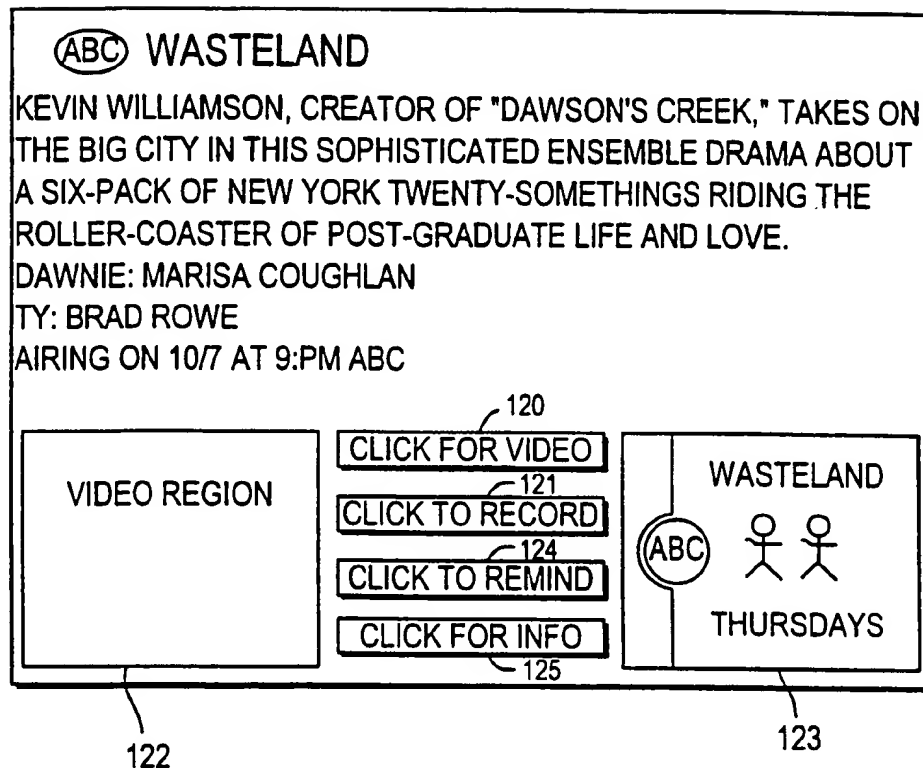 ABC WASTELAND
KEVIN WILLIAMSON, CREATOR OF "DAWSON'S CREEK," TAKES ON
THE BIG CITY IN THIS SOPHISTICATED ENSEMBLE DRAMA ABOUT
A SIX-PACK OF NEW YORK TWENTY-SOMETHINGS RIDING THE
ROLLER-COASTER OF POST-GRADUATE LIFE AND LOVE.
DAWNIE: MARISA COUGHLAN
TY: BRAD ROWE
AIRING ON 10/7 AT 9:PM ABC
VIDEO REGION
120
CLICK FOR VIDEO
121
CLICK TO RECORD
124
CLICK TO REMIND
CLICK FOR INFO
125
WASTELAND
ABC
THURSDAYS
122
123